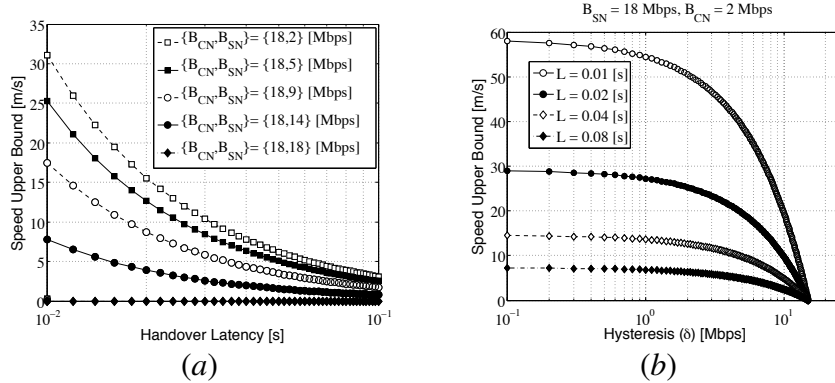 35
30
25
20
15
10
5
0
Speed Upper Bound [m/s]
{B_CN,B_SN}= {18,2} [Mbps]
{B_CN,B_SN}= {18,5} [Mbps]
{B_CN,B_SN}= {18,9} [Mbps]
{B_CN,B_SN}= {18,14} [Mbps]
{B_CN,B_SN}= {18,18} [Mbps]
10^-2
10^-1
Handover Latency [s]
(a)
B_SN = 18 Mbps, B_CN = 2 Mbps
60
50
40
30
20
10
0
Speed Upper Bound [m/s]
L = 0.01 [s]
L = 0.02 [s]
L = 0.04 [s]
L = 0.08 [s]
10^-1
10^0
10^1
Hysteresis (δ) [Mbps]
(b)